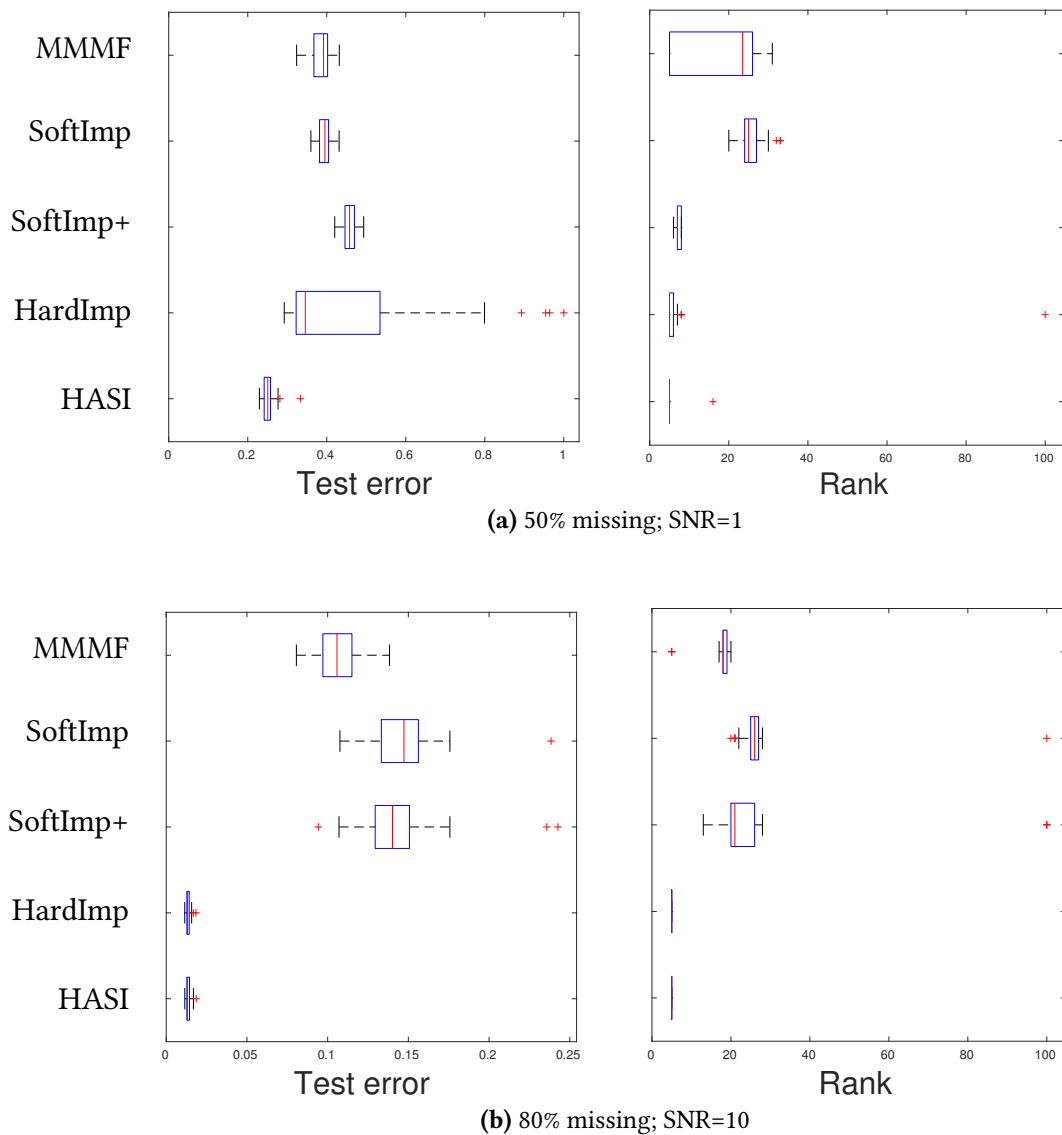 MMMF
SoftImp
SoftImp+
HardImp
HASI
0 0.2 0.4 0.6 0.8 1
Test error
0 20 40 60 80 100
Rank
(a) 50% missing; SNR=1
MMMF
SoftImp
SoftImp+
HardImp
HASI
0 0.05 0.1 0.15 0.2 0.25
Test error
0 20 40 60 80 100
Rank
(b) 80% missing; SNR=10